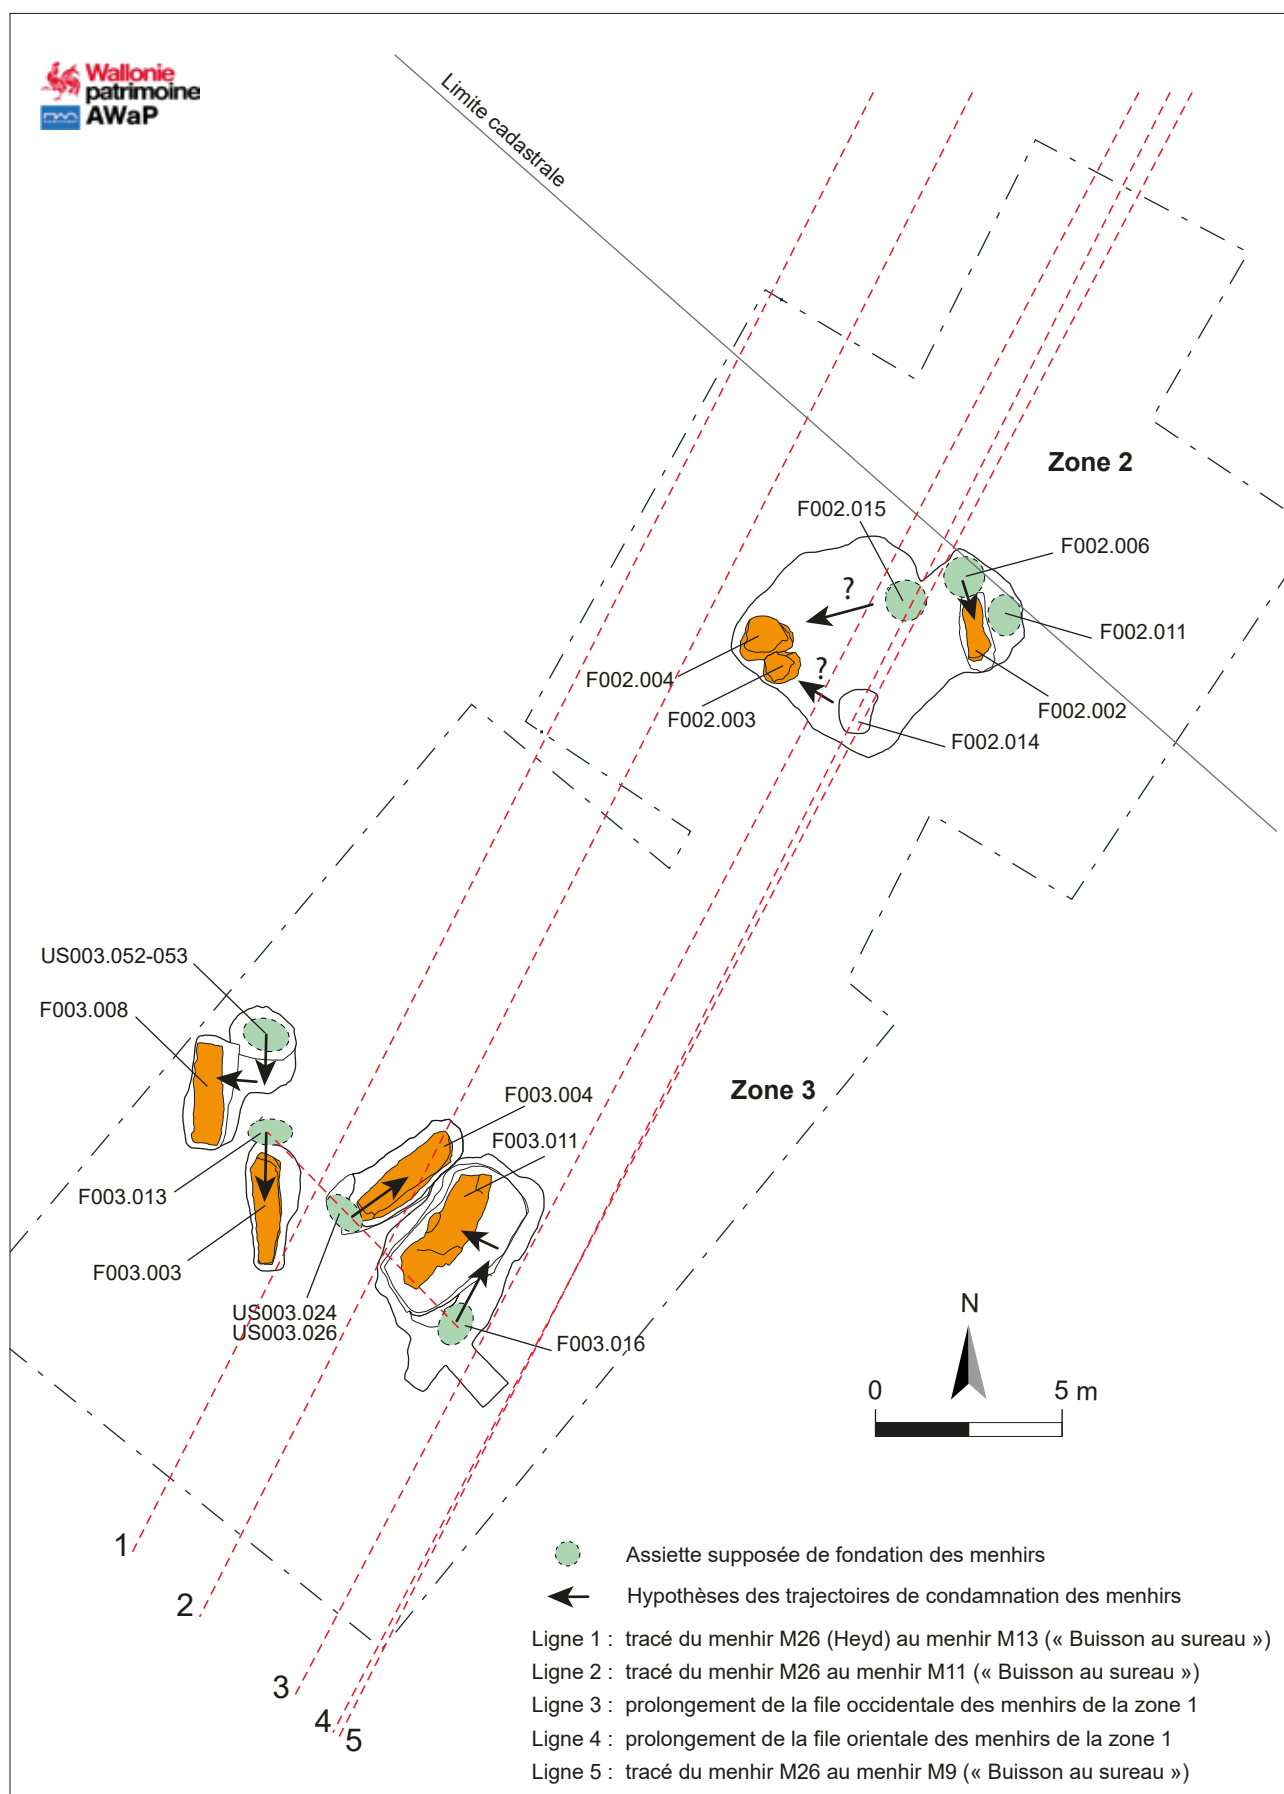 Wallonie
patrimoine
AWaP
Limite cadastrale
Zone 2
F002.015
F002.006
F002.011
F002.004
F002.003
F002.002
F002.014
US003.052-053
F003.008
Zone 3
F003.004
F003.011
F003.013
F003.003
US003.024
US003.026
F003.016
?
?
N
0
5 m
1
2
3
4
5
Assiette supposée de fondation des menhirs
Hypothèses des trajectoires de condamnation des menhirs
Ligne 1 : tracé du menhir M26 (Heyd) au menhir M13 (« Buisson au sureau »)
Ligne 2 : tracé du menhir M26 au menhir M11 (« Buisson au sureau »)
Ligne 3 : prolongement de la file occidentale des menhirs de la zone 1
Ligne 4 : prolongement de la file orientale des menhirs de la zone 1
Ligne 5 : tracé du menhir M26 au menhir M9 (« Buisson au sureau »)